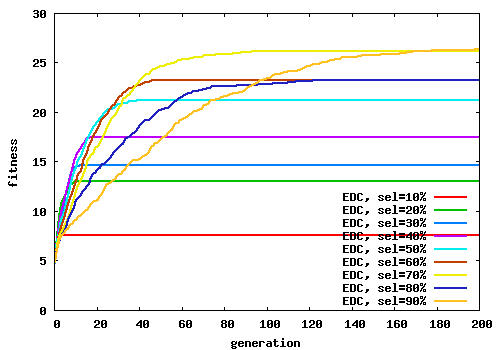 30
25
20
15
10
5
0
fitness
EDC, sel=10%
EDC, sel=20%
EDC, sel=30%
EDC, sel=40%
EDC, sel=50%
EDC, sel=60%
EDC, sel=70%
EDC, sel=80%
EDC, sel=90%
0 20 40 60 80 100 120 140 160 180 200
generation